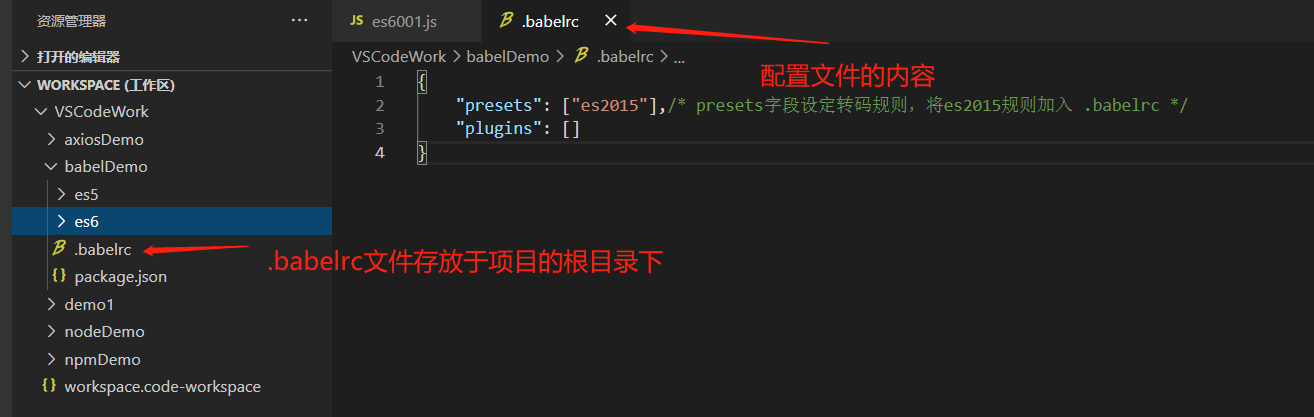 资源管理器 ···
打开的编辑器
WORKSPACE (工作区)
VSCodeWork
axiosDemo
babelDemo
es5
es6
.babelrc
package.json
demo1
nodeDemo
npmDemo
workspace.code-workspace
JS es6001.js .babelrc
VSCodeWork > babelDemo > .babelrc > ...
配置文件的内容
1 {
2 "presets": ["es2015"],/* presets字段设定转码规则，将es2015规则加入 .babelrc */
3 "plugins": []
4 }
.babelrc文件存放于项目的根目录下